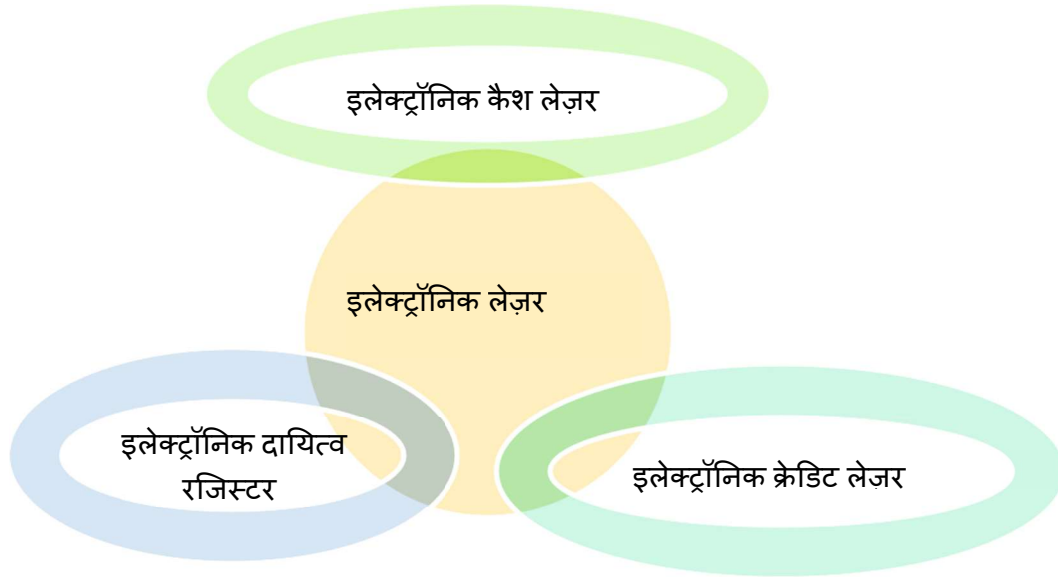 इलेक्ट्रॉनिक कैश लेज़र
इलेक्ट्रॉनिक लेज़र
इलेक्ट्रॉनिक दायित्व
रजिस्टर
इलेक्ट्रॉनिक क्रेडिट लेज़र